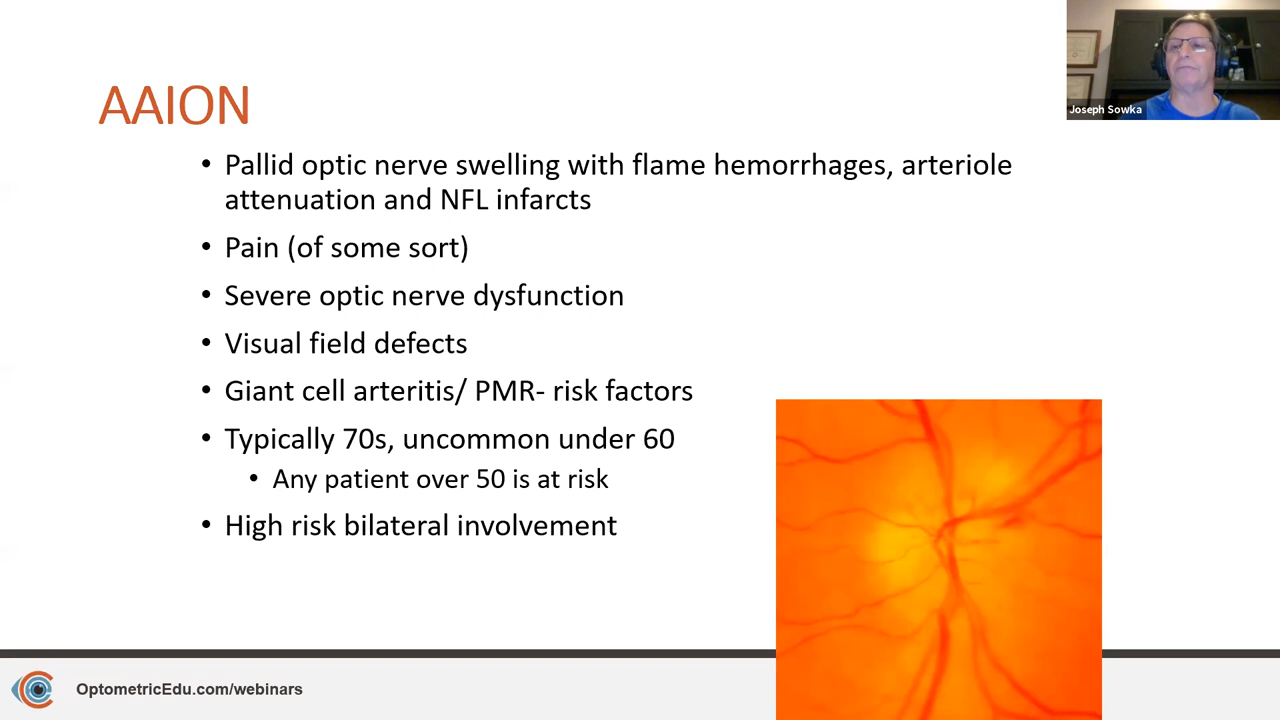 Joseph Sowka
AAION
• Pallid optic nerve swelling with flame hemorrhages, arteriole
attenuation and NFL infarcts
• Pain (of some sort)
• Severe optic nerve dysfunction
• Visual field defects
• Giant cell arteritis/ PMR- risk factors
• Typically 70s, uncommon under 60
• Any patient over 50 is at risk
• High risk bilateral involvement
OptometricEdu.com/webinars